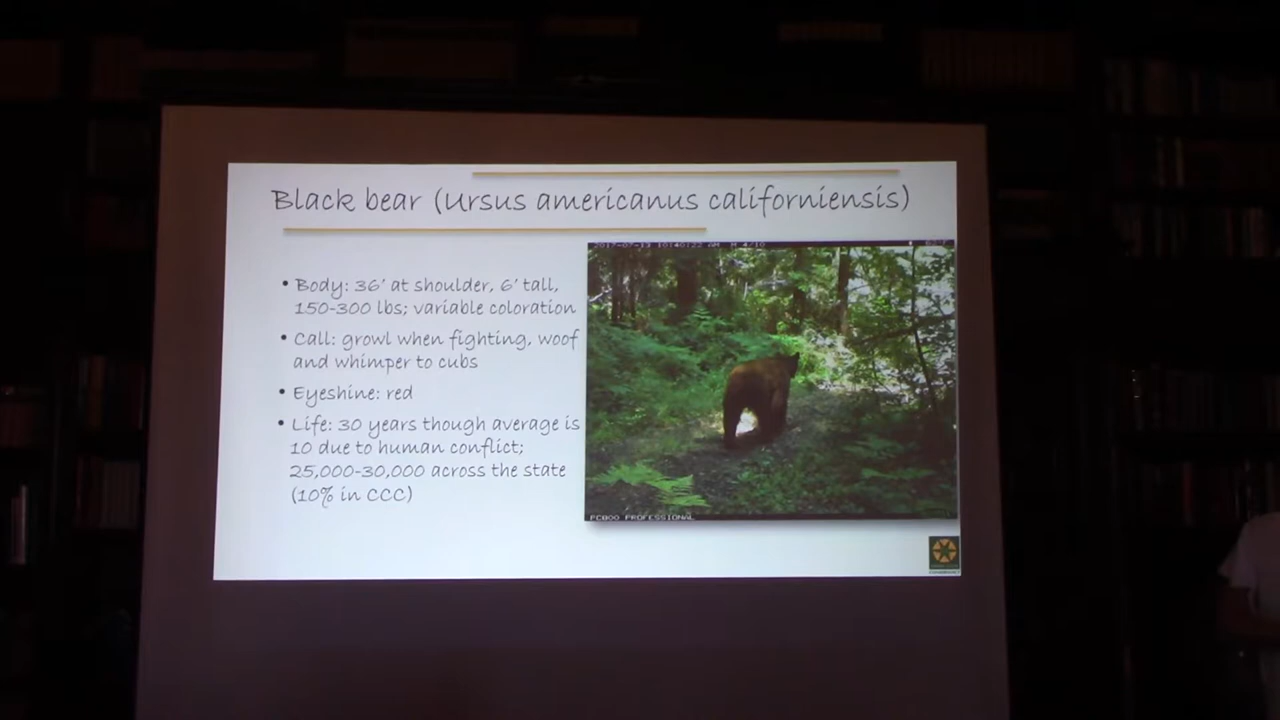 Black bear (Ursus americanus californiensis)
• Body: 36' at shoulder, 6' tall,
150-300 lbs; variable coloration
• Call: growl when fighting, woof
and whimper to cubs
• Eyeshine: red
• Life: 30 years though average is
10 due to human conflict;
25,000-30,000 across the state
(10% in CCC)
PC800 PROFESSIONAL